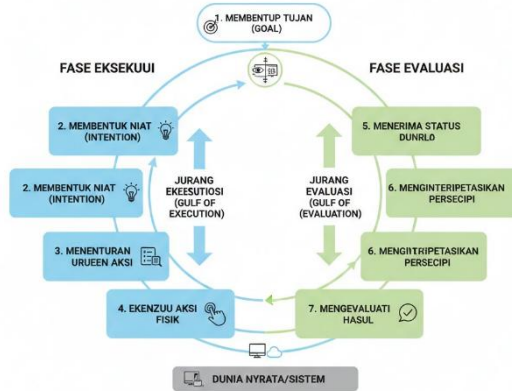 1. MEMBENTUP TUJAN
(GOAL)
FASE EKSEKUUI
FASE EVALUASI
2. MEMBENTUK NIAT
(INTENTION)
2. MEMBENTUK NIAT
(INTENTION)
3. MENENTURAN
URUEEN AKSI
4. EKENZUU AKSI
FISIK
JURANG
EKEESUTIOSI
(GULF OF
EXECUTION)
JURANG
EVALUASI
(GULF OF
(EVALUATION)
5. MENERIMA STATUS
DUNRLD
6. MENGINTERIPETASIKAN
PERSECIPI
6. MENGITRIPETASIKAN
PERSECIPI
7. MENGEVALUATI
HASUL
DUNIA NYRATA/SISTEM